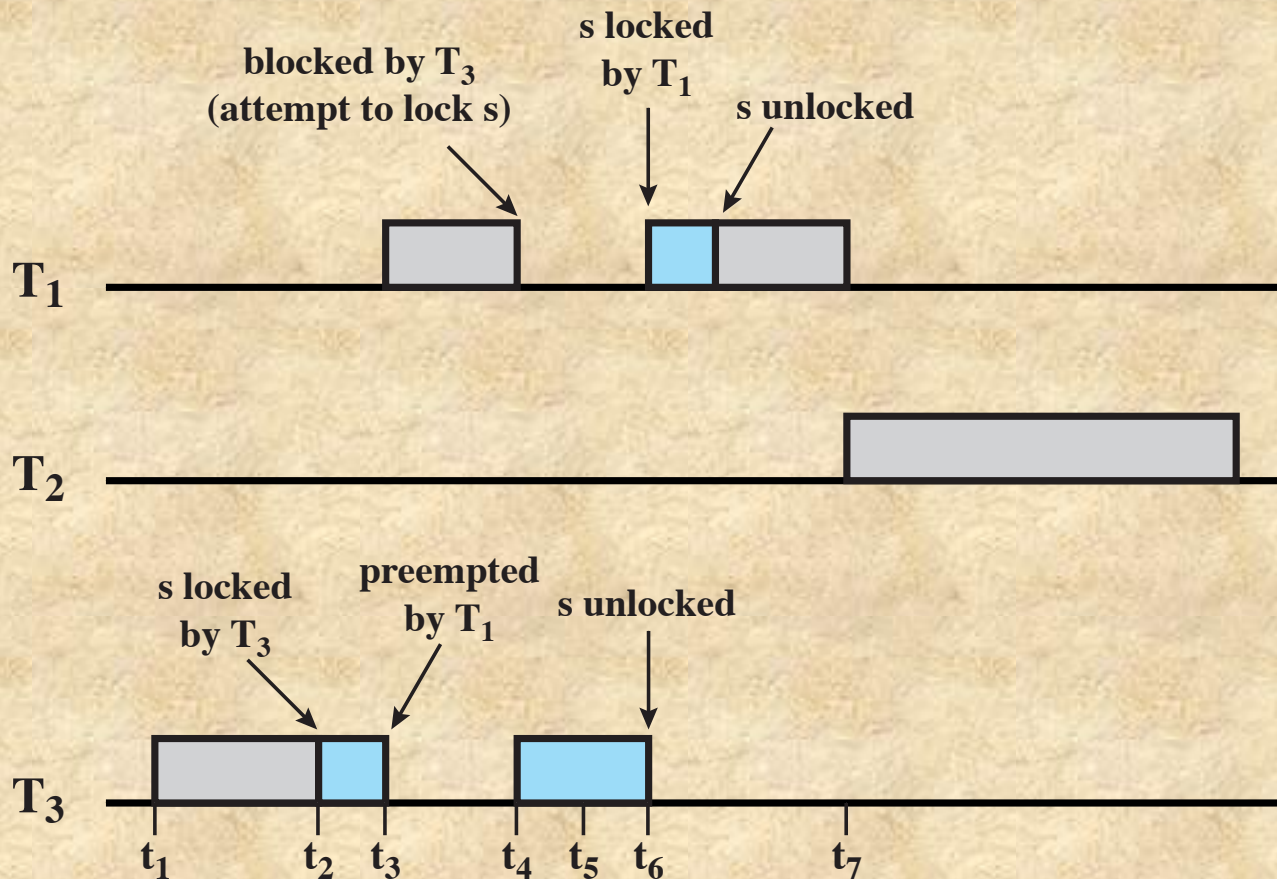 s locked
by T₁
blocked by T₃
(attempt to lock s)
s unlocked
T₁
T₂
s locked
by T₃
preempted
by T₁
s unlocked
T₃
t₁ t₂ t₃ t₄ t₅ t₆ t₇